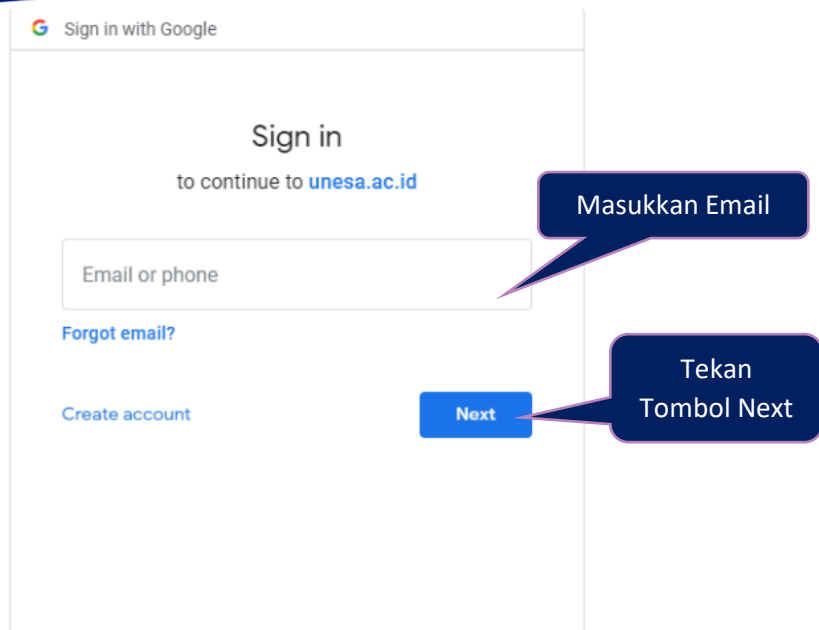 Sign in with Google
Sign in
to continue to unesa.ac.id
Masukkan Email
Email or phone
Forgot email?
Tekan
Tombol Next
Create account
Next